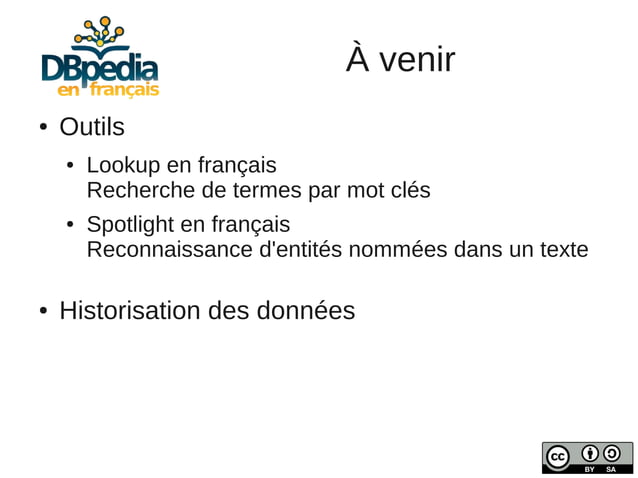 DBpedia
en français
À venir
• Outils
• Lookup en français
Recherche de termes par mot clés
• Spotlight en français
Reconnaissance d'entités nommées dans un texte
• Historisation des données
cc
BY SA